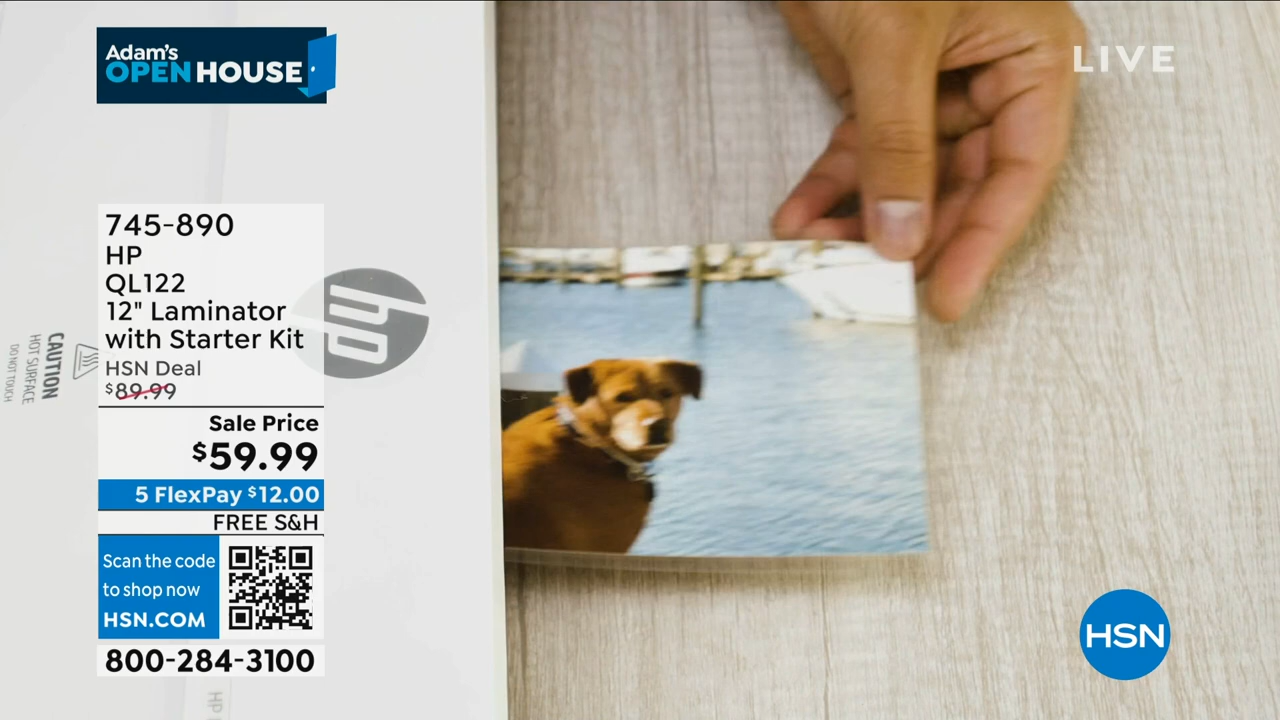 Adam's
OPEN HOUSE
LIVE
745-890
HP
QL122
12" Laminator
with Starter Kit
HSN Deal
$89.99
Sale Price
$59.99
5 FlexPay $12.00
FREE S&H
Scan the code
to shop now
HSN.COM
800-284-3100
CAUTION
HOT SURFACE
DO NOT TOUCH
hp
HP
HSN